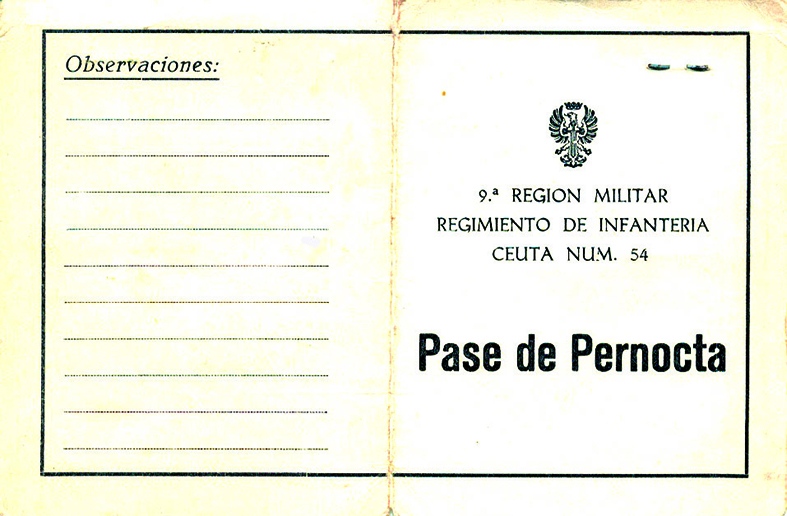 Observaciones:
9.ª REGION MILITAR
REGIMIENTO DE INFANTERIA
CEUTA NUM. 54
Pase de Pernocta